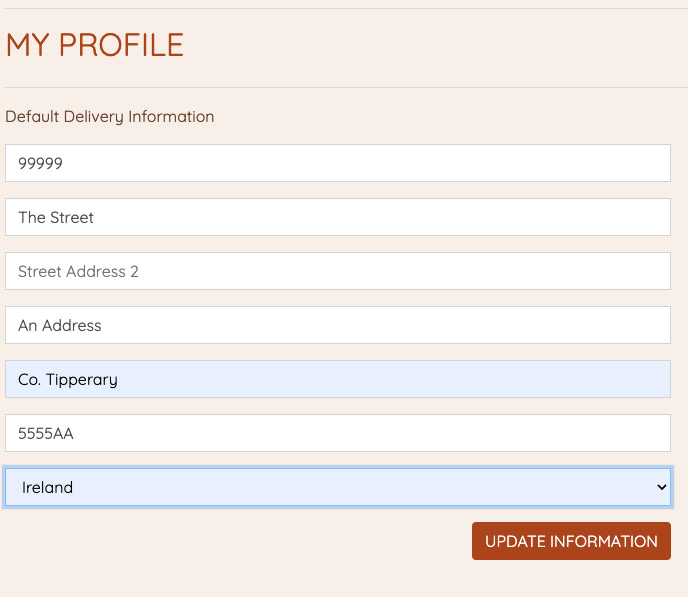 MY PROFILE
Default Delivery Information
99999
The Street
Street Address 2
An Address
Co. Tipperary
5555AA
Ireland
UPDATE INFORMATION